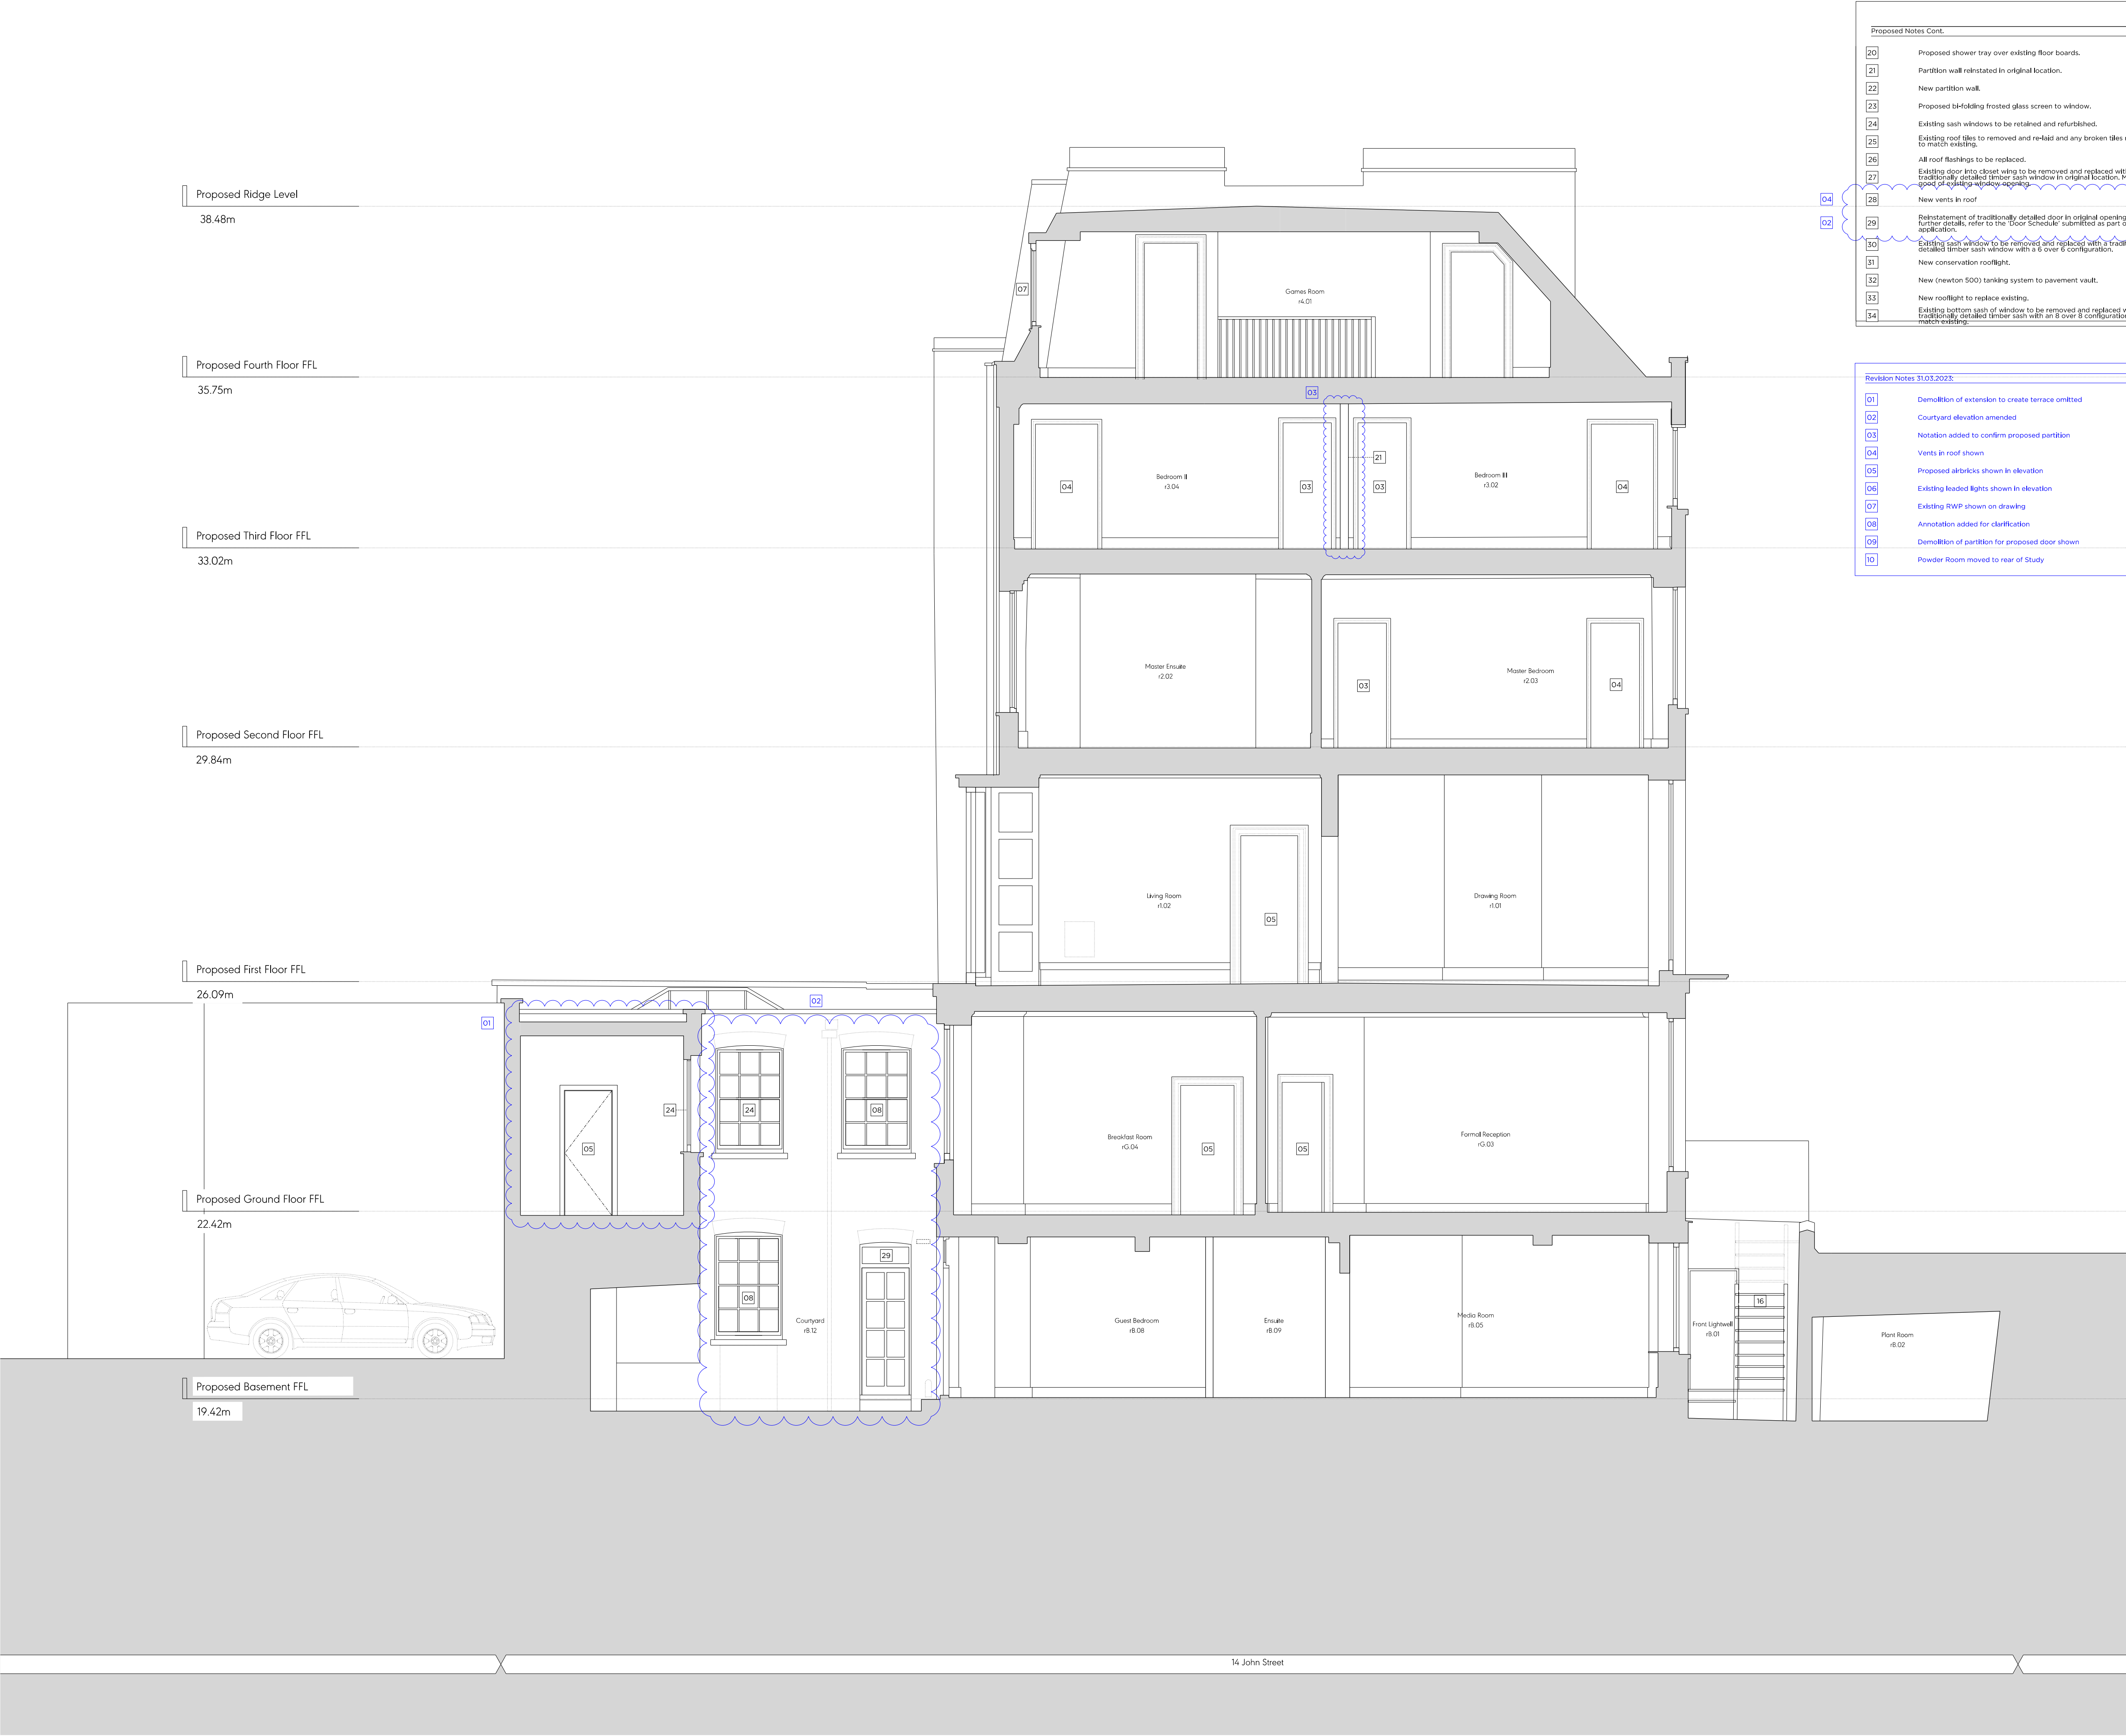 Proposed Notes Cont.
20 Proposed shower tray over existing floor boards.
21 Partition wall reinstated in original location.
22 New partition wall.
23 Proposed bi-folding frosted glass screen to window.
24 Existing sash windows to be retained and refurbished.
25 Existing roof tiles to removed and re-laid and any broken tiles
to match existing.
26 All roof flashings to be replaced.
27 Existing door into closet wing to be removed and replaced with
traditionally detailed timber sash window in original location.
good of existing window opening.
04
28 New vents in roof
02
29 Reinstatement of traditionally detailed door in original opening
further details, refer to the 'Door Schedule' submitted as part
application.
30 Existing sash window to be removed and replaced with a
detailed timber sash window with a 6 over 6 configuration.
31 New conservation rooflight.
32 New (newton 500) tanking system to pavement vault.
33 New rooflight to replace existing.
34 Existing bottom sash of window to be removed and replaced
traditionally detailed timber sash with an 8 over 8
match existing.
Revision Notes 31.03.2023:
01 Demolition of extension to create terrace omitted
02 Courtyard elevation amended
03 Notation added to confirm proposed partition
04 Vents in roof shown
05 Proposed airbricks shown in elevation
06 Existing leaded lights shown in elevation
07 Existing RWP shown on drawing
08 Annotation added for clarification
09 Demolition of partition for proposed door shown
10 Powder Room moved to rear of Study
Proposed Ridge Level
38.48m
07
Games Room
r4.01
Proposed Fourth Floor FFL
35.75m
03
21
Bedroom II
r3.04
Bedroom III
r3.02
04
03
03
04
Proposed Third Floor FFL
33.02m
Master Ensuite
r2.02
Master Bedroom
r2.03
03
04
Proposed Second Floor FFL
29.84m
Living Room
r1.02
Drawing Room
r1.01
05
Proposed First Floor FFL
26.09m
02
01
24
24
08
05
Breakfast Room
rG.04
05
05
Formall Reception
rG.03
Proposed Ground Floor FFL
22.42m
29
08
Courtyard
rB.12
Guest Bedroom
rB.08
Ensuite
rB.09
Media Room
rB.05
16
Front Lightwell
rB.01
Plant Room
rB.02
Proposed Basement FFL
19.42m
14 John Street